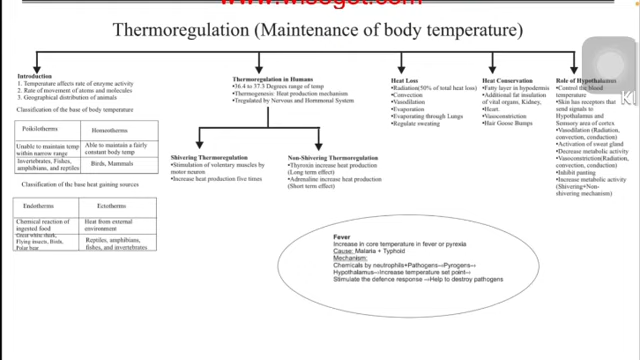 www.wisegot.com
Thermoregulation (Maintenance of body temperature)
Introduction
1. Temperature affects rate of enzyme activity
2. Rate of movement of atoms and molecules
3. Geographical distribution of animals
Classification of the base of body temperature
Poikilotherms
Homeotherms
Unable to maintain temp
within narrow range
Able to maintain a fairly
constant body temp
Invertebrates, Fishes,
amphibians, and reptiles
Birds, Mammals
Classification of the base heat gaining sources
Endotherms
Ectotherms
Chemical reaction of
ingested food
Heat from external
environment
Great white shark,
Flying insect, Birds,
Polar bear
Reptiles, amphibians,
fishes, and invertebrates
Thermoregulation in Humans
•36.4 to 37.3 Degines range of temp
•Thermogenesis: Heat production mechanism
•Tregulated by Nervous and Hormonal System
Shivering Thermoregulation
•Stimulation of voluntary muscles by
motor neuron
•Increase heat production five times
Non-Shivering Thermoregulation
•Thyroxin increase heat production
(Long term effect)
•Adrenaline increase heat production
(Short term effect)
Heat Loss
•Radiation(50% of total heat loss)
•Convection
•Vasodilation
•Evaporation
•Evaporating through Lungs
•Regulate sweating
Heat Conservation
•Fatty layer in hypodermis
•Additional fat insulation
of vital organs, Kidney,
Heart.
•Vasoconstriction
•Hair Goose Bumps
Role of Hypothalamus
•Control the blood
temperature
•Skin has receptors that
send signals to
Hypothalamus and
Sensory area of cortex
•Vasodilation (Radiation,
convection, conduction)
•Activation of sweat gland
•Decrease metabolic activity
•Vasoconstriction(Radiation,
convection, conduction)
•Inhibit panting
•Increase metabolic activity
(Shivering+Non-
shivering mechanism)
Fever
Increase in core temperature in fever or pyrexia
Cause: Malaria + Typhoid
Mechanism:
Chemicals by neutrophils+Pathogens→Pyrogens→
Hypothalamus→Increase temperature set point→
Stimulate the defence response →Help to destroy pathogens